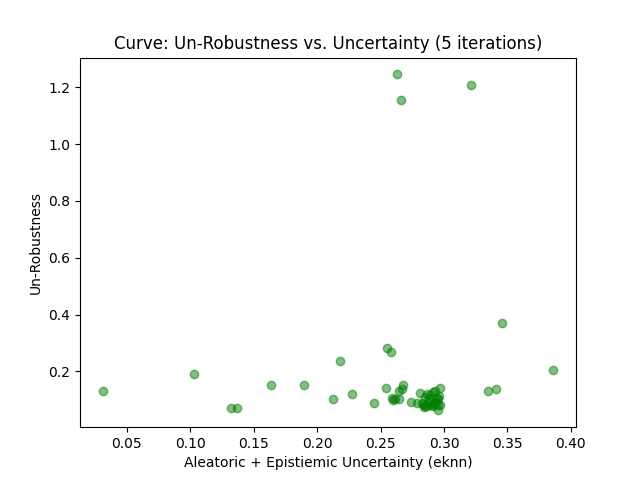 Curve: Un-Robustness vs. Uncertainty (5 iterations)
1.2
1.0
0.8
0.6
0.4
0.2
Un-Robustness
0.05 0.10 0.15 0.20 0.25 0.30 0.35 0.40
Aleatoric + Epistiemic Uncertainty (eknn)